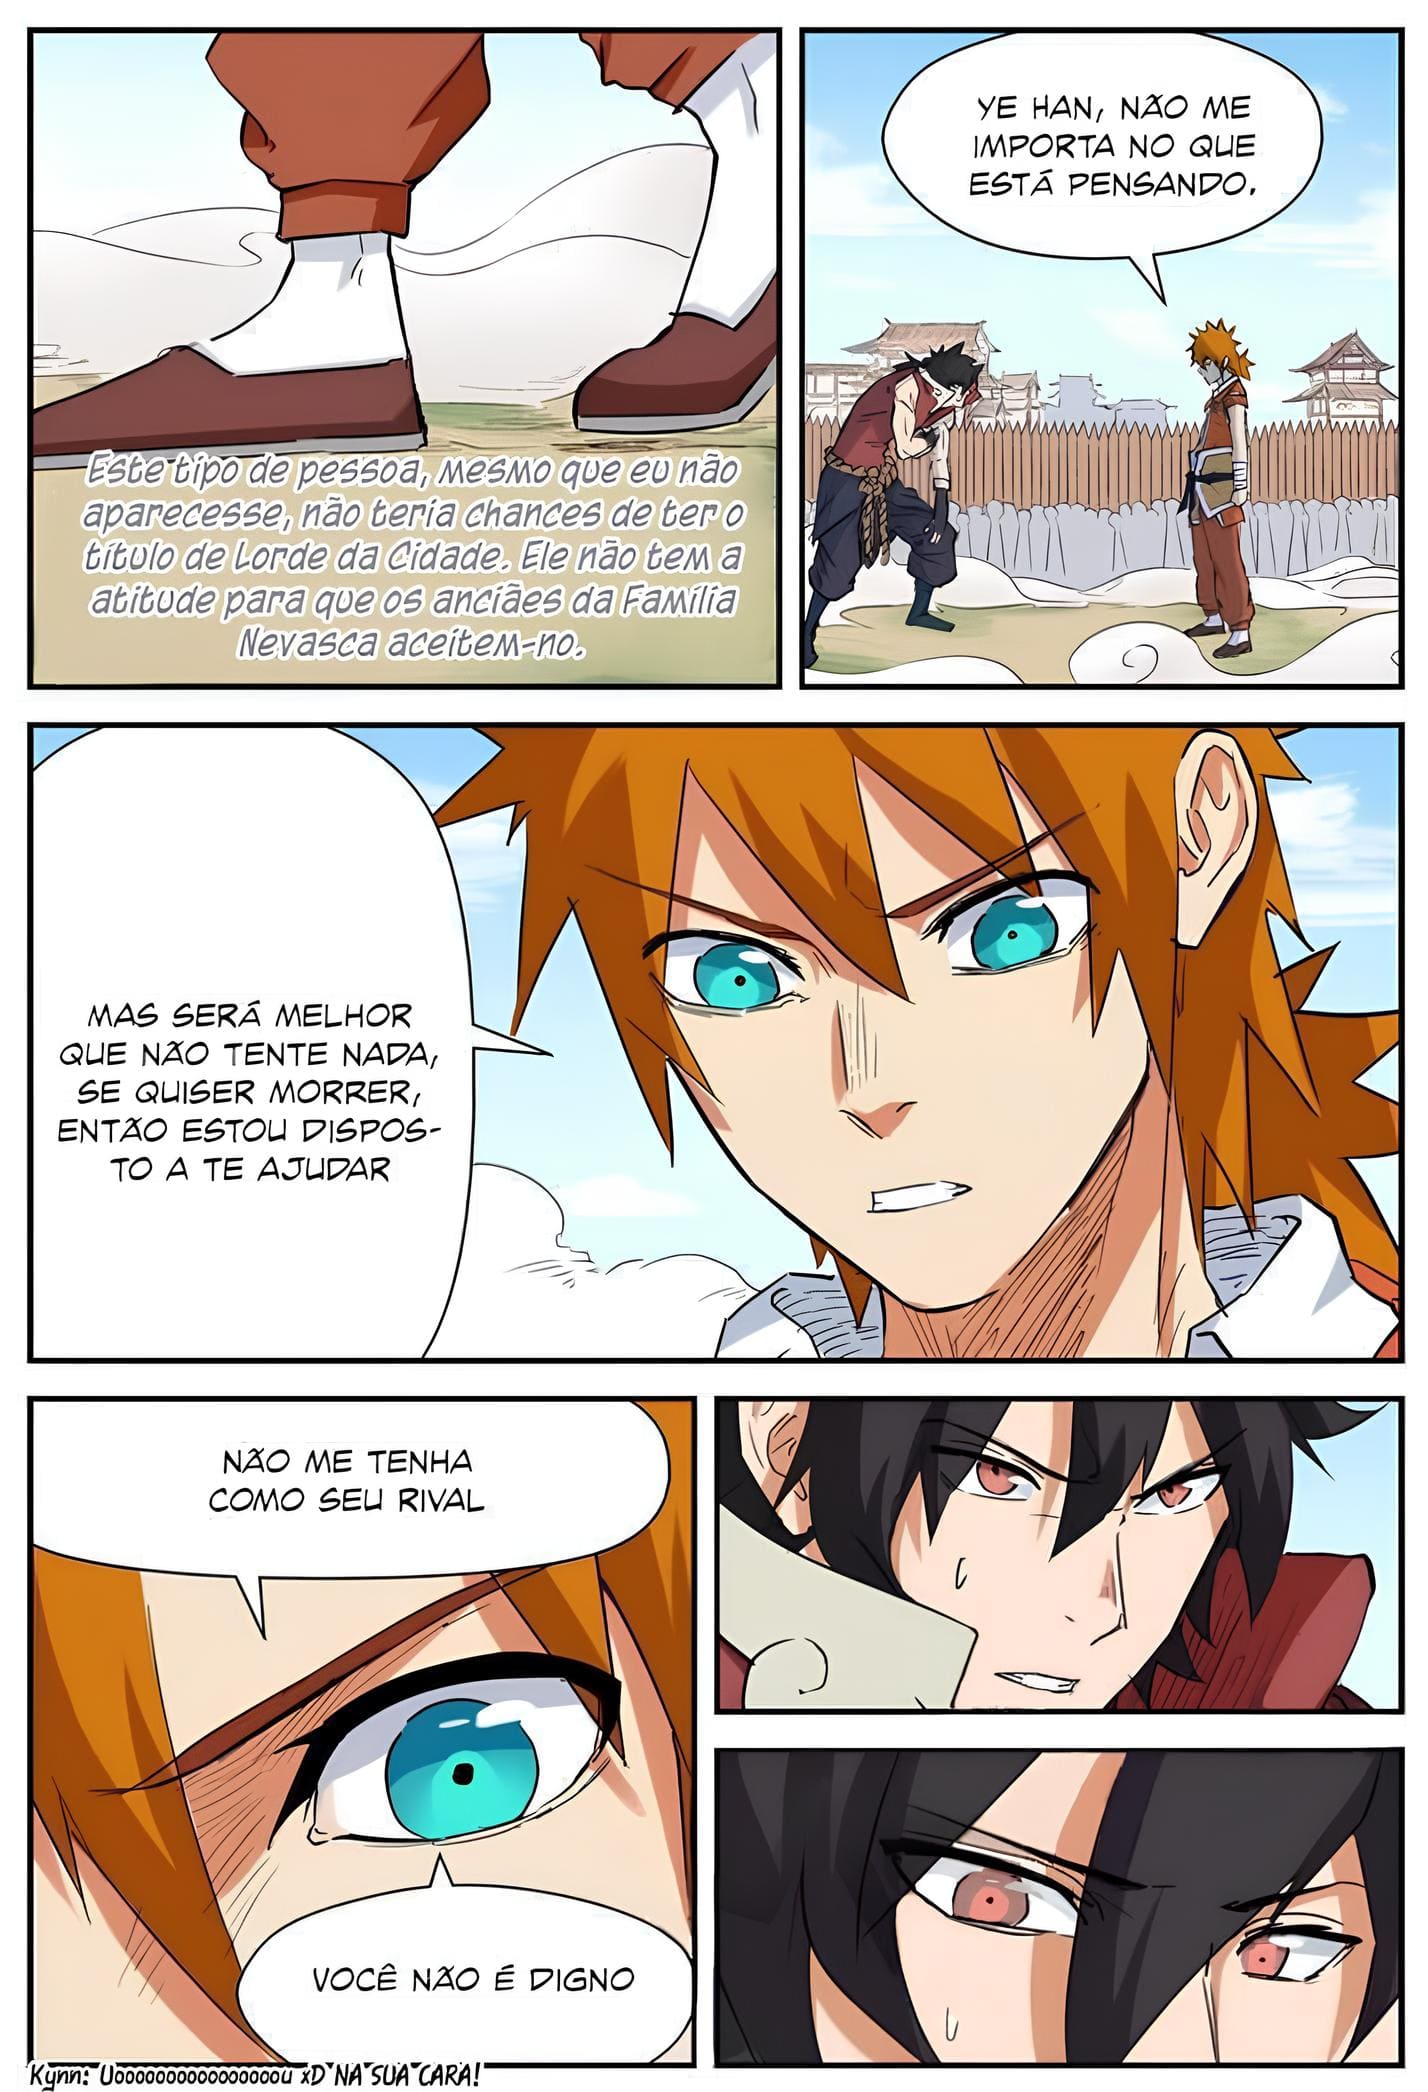 Este tipo de pessoa, mesmo que eu não
aparecesse, não teria chances de ter o
título de Lorde da Cidade. Ele não tem a
atitude para que os anciães da Família
Nevasca aceitem-no.
YE HAN, NÃO ME
IMPORTA NO QUE
ESTÁ PENSANDO.
MAS SERÁ MELHOR
QUE NÃO TENTE NADA,
SE QUISER MORRER,
ENTÃO ESTOU DISPOS-
TO A TE AJUDAR
NÃO ME TENHA
COMO SEU RIVAL
VOCÊ NÃO É DIGNO
Kynn: Uooooooooooooooooou xD NA SUA CARA!